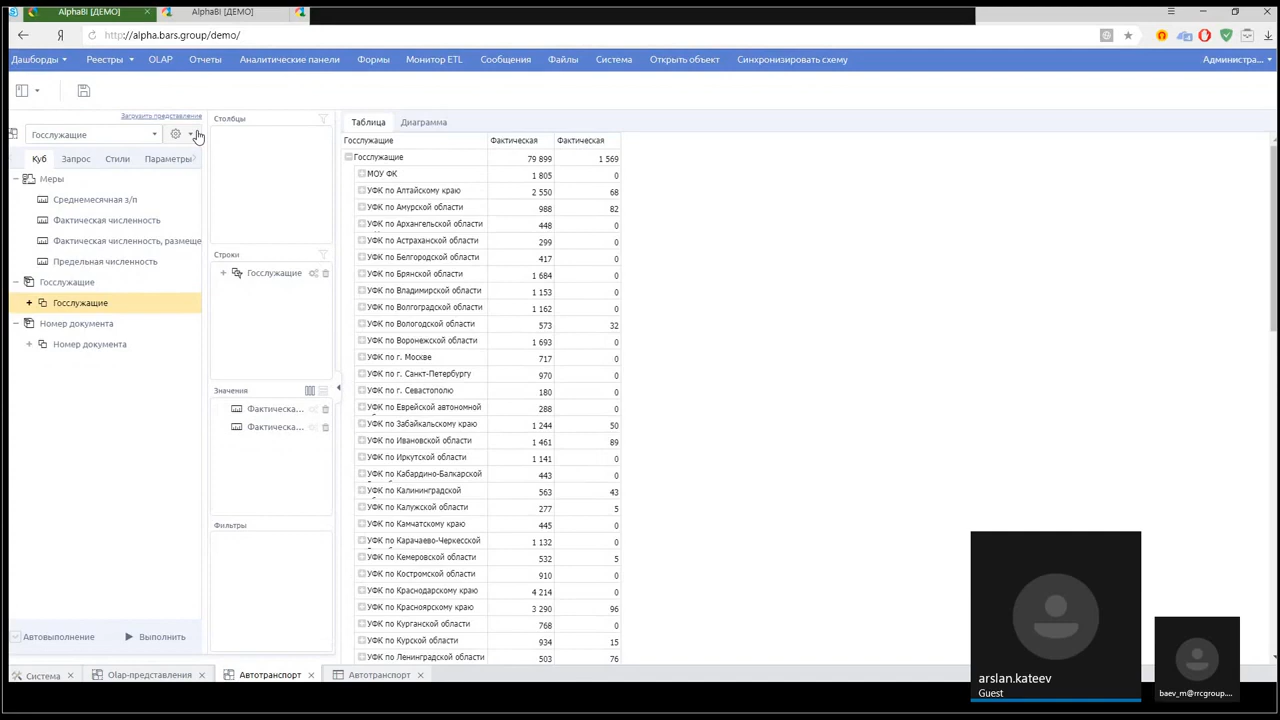 AlphaBI [ДЕМО]
AlphaBI [ДЕМО]
http://alpha.bars.group/demo/
Дашборды Реестры OLAP Отчеты Аналитические панели Формы Монитор ETL Сообщения Файлы Система Открыть объект Синхронизировать схему Администра...
Загрузить представление
Госслужащие
Куб Запрос Стили Параметры
Меры
Среднемесячная з/п
Фактическая численность
Фактическая численность, размеще
Предельная численность
Госслужащие
Госслужащие
Номер документа
Номер документа
Автовыполнение
Выполнить
Столбцы
Строки
Госслужащие
Значения
Фактическа...
Фактическа...
Фильтры
Таблица Диаграмма
Госслужащие Фактическая Фактическая
Госслужащие 79 899 1 569
МОУ ФК 1 805 0
УФК по Алтайскому краю 2 550 68
УФК по Амурской области 988 82
УФК по Архангельской области 448 0
УФК по Астраханской области 299 0
УФК по Белгородской области 417 0
УФК по Брянской области 1 684 0
УФК по Владимирской области 1 153 0
УФК по Волгоградской области 1 162 0
УФК по Вологодской области 573 32
УФК по Воронежской области 1 693 0
УФК по г. Москве 717 0
УФК по г. Санкт-Петербургу 970 0
УФК по г. Севастополю 180 0
УФК по Еврейской автономной 288 0
УФК по Забайкальскому краю 1 244 50
УФК по Ивановской области 1 461 89
УФК по Иркутской области 1 141 0
УФК по Кабардино-Балкарской 443 0
УФК по Калининградской 563 43
УФК по Калужской области 277 5
УФК по Камчатскому краю 445 0
УФК по Карачаево-Черкесской 1 132 0
УФК по Кемеровской области 532 5
УФК по Костромской области 910 0
УФК по Краснодарскому краю 4 214 0
УФК по Красноярскому краю 3 290 96
УФК по Курганской области 768 0
УФК по Курской области 934 15
УФК по Ленинградской области 503 76
Система Olap-представления Автотранспорт Автотранспорт
arslan.kateev
Guest
baev_m@rrcgroup....